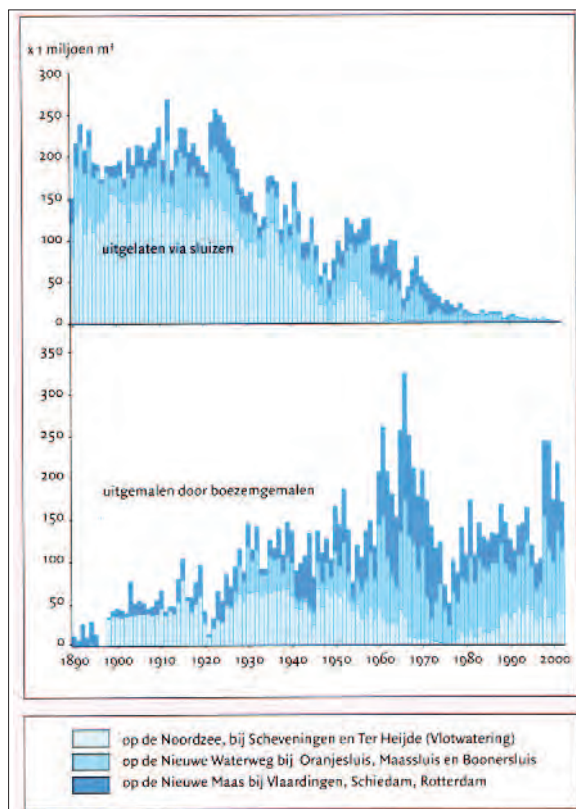 x 1 miljoen m³
300
250
200
150
100
50
0
uitgelaten via sluizen
350
300
250
200
150
100
50
0
uitgemalen door boezemgemalen
1890 1900 1910 1920 1930 1940 1950 1960 1970 1980 1990 2000
op de Noordzee, bij Scheveningen en Ter Heijde (Vlotwatering)
op de Nieuwe Waterweg bij Oranjesluis, Maassluis en Boonersluis
op de Nieuwe Maas bij Vlaardingen, Schiedam, Rotterdam